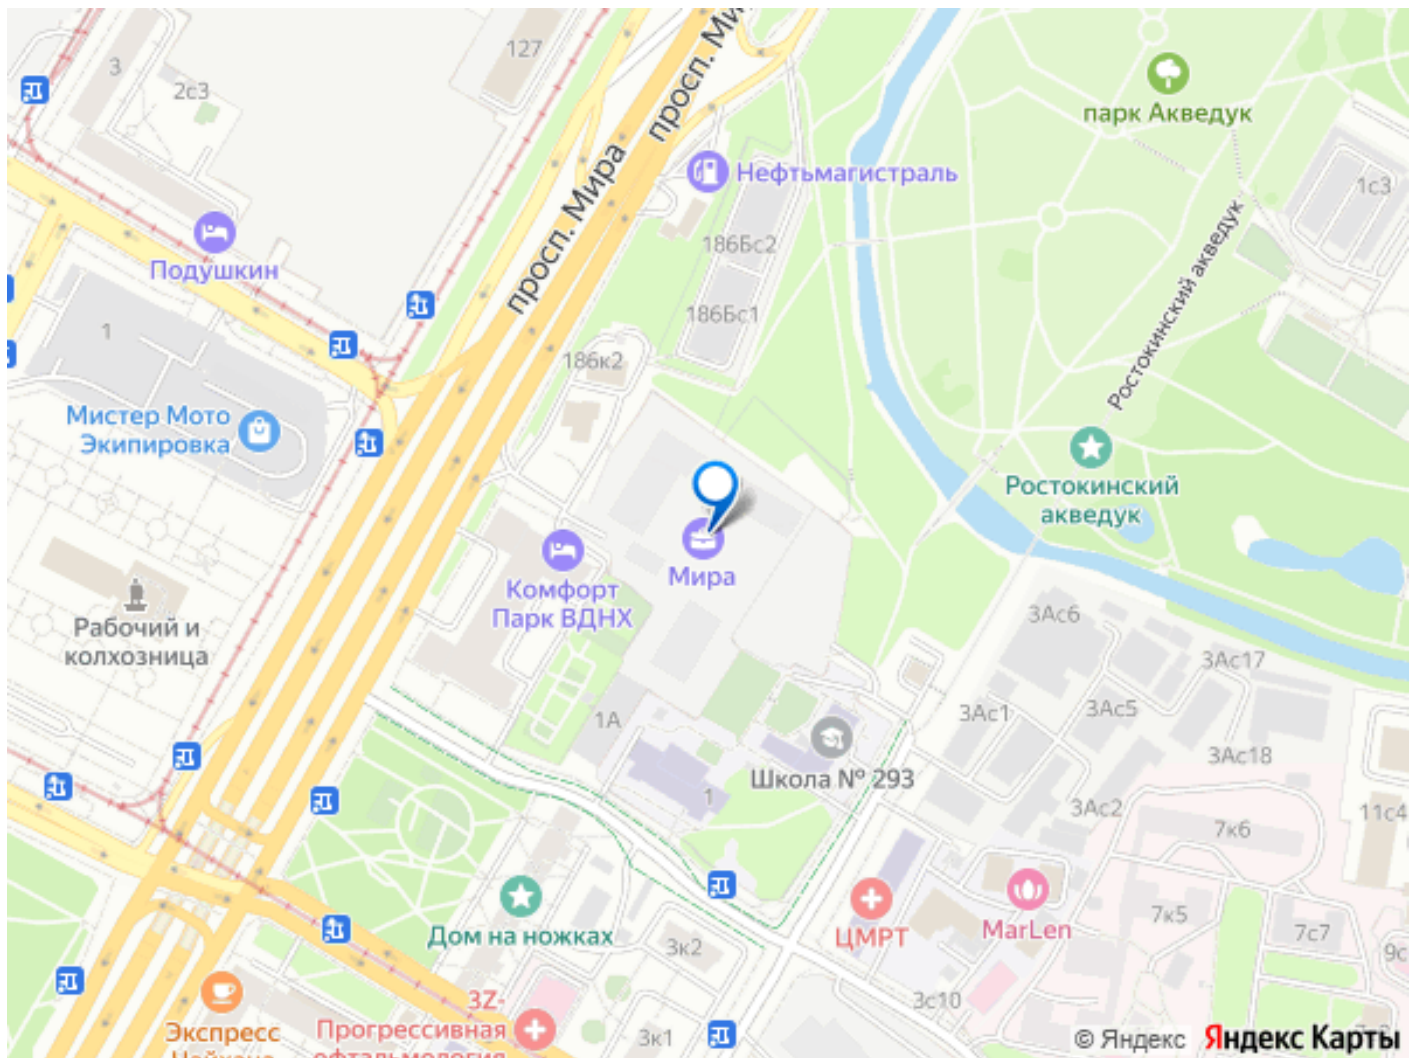 127
просп. Мира
просп. Ми
3
2с3
парк Акведук
Нефтьмагистраль
1с3
Подушкин
186Бс2
186Бс1
1
186к2
Ростокинский акведук
Мистер Мото
Экипировка
Ростокинский
акведук
Мира
Комфорт
Парк ВДНХ
Рабочий и
колхозница
3Ас6
3Ас17
3Ас1
3Ас5
1А
3Ас18
Школа № 293
1
3Ас2
7к6
11с4
Дом на ножках
3к2
ЦМРТ
MarLen
7к5
7с7
9с
3с10
3Z-
Прогрессивная
офтальмология
Экспресс
3к1
© Яндекс
Яндекс Карты